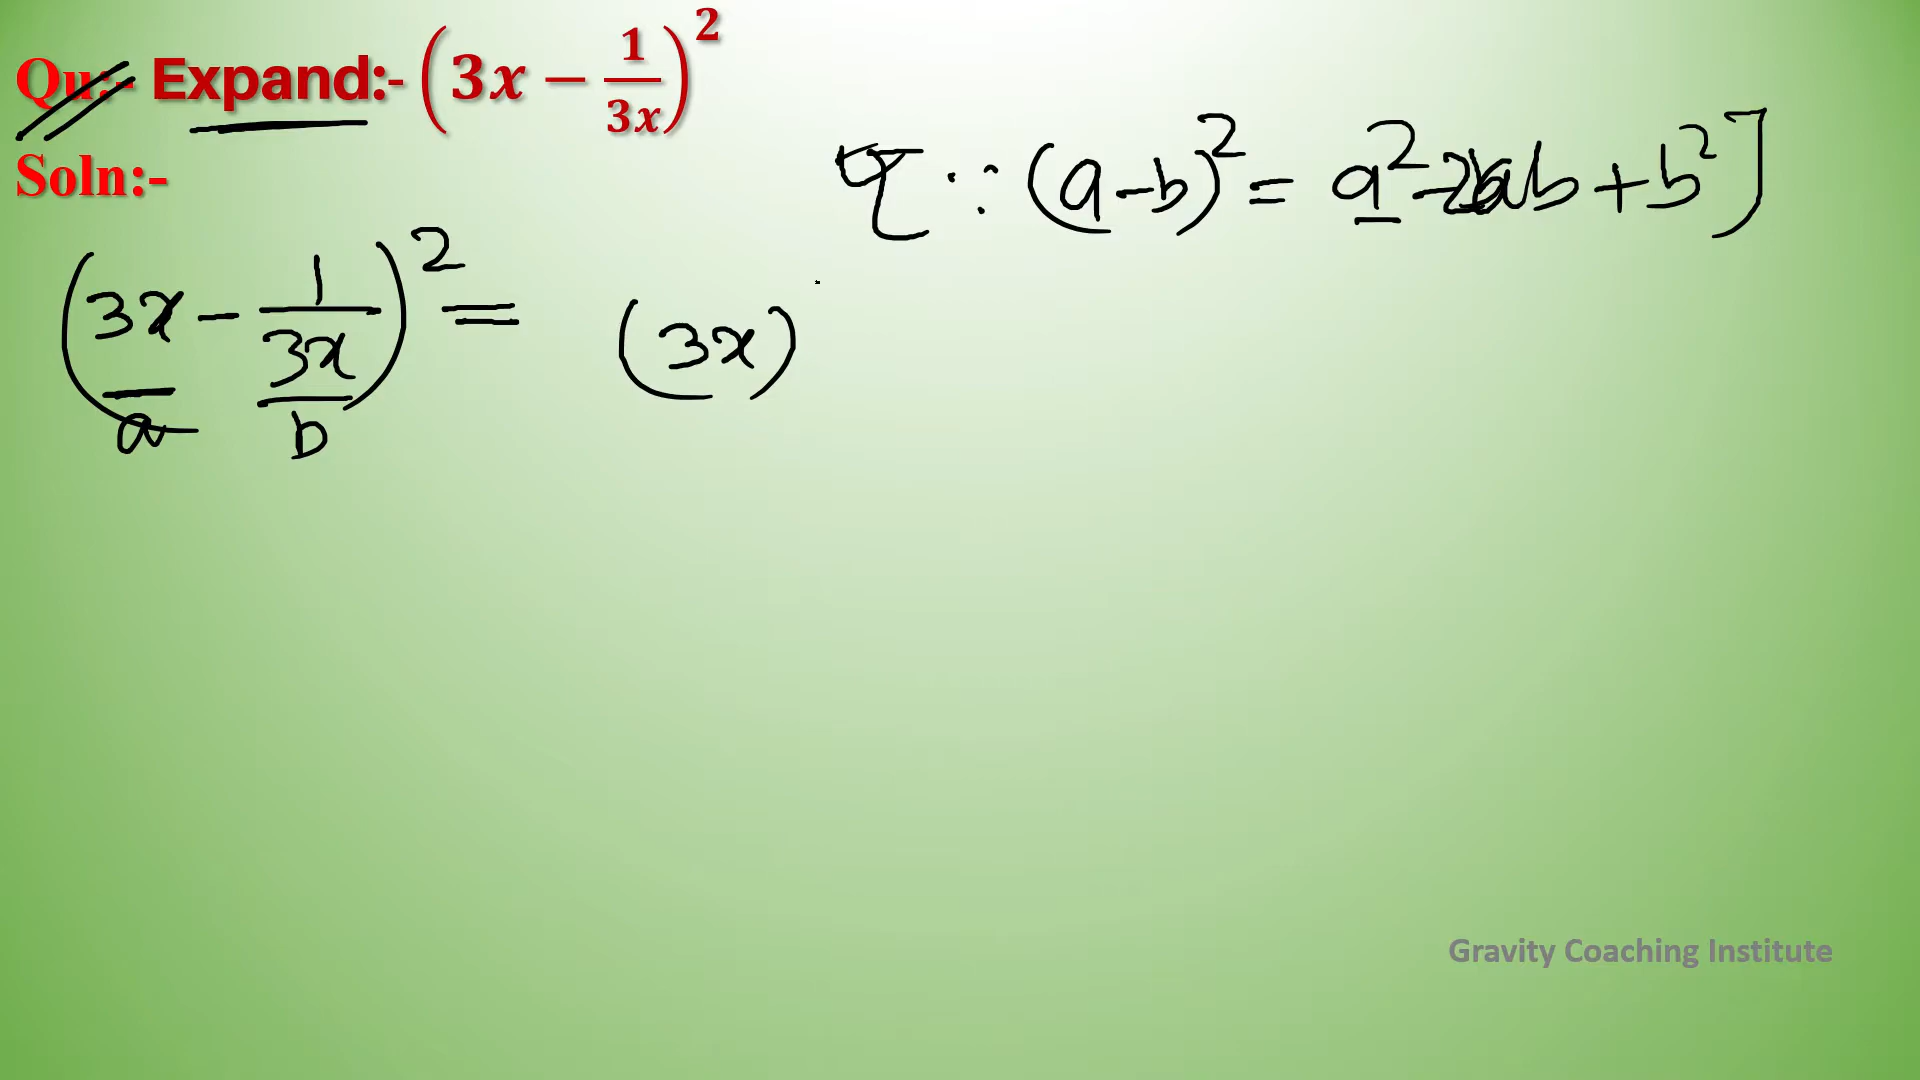 Qu:- Expand:- (3x − 1/3x)²
[∵ (a-b)² = a² - 2ab + b²]
Soln:-
(3x - 1/3x)² = (3x)
a b
Gravity Coaching Institute